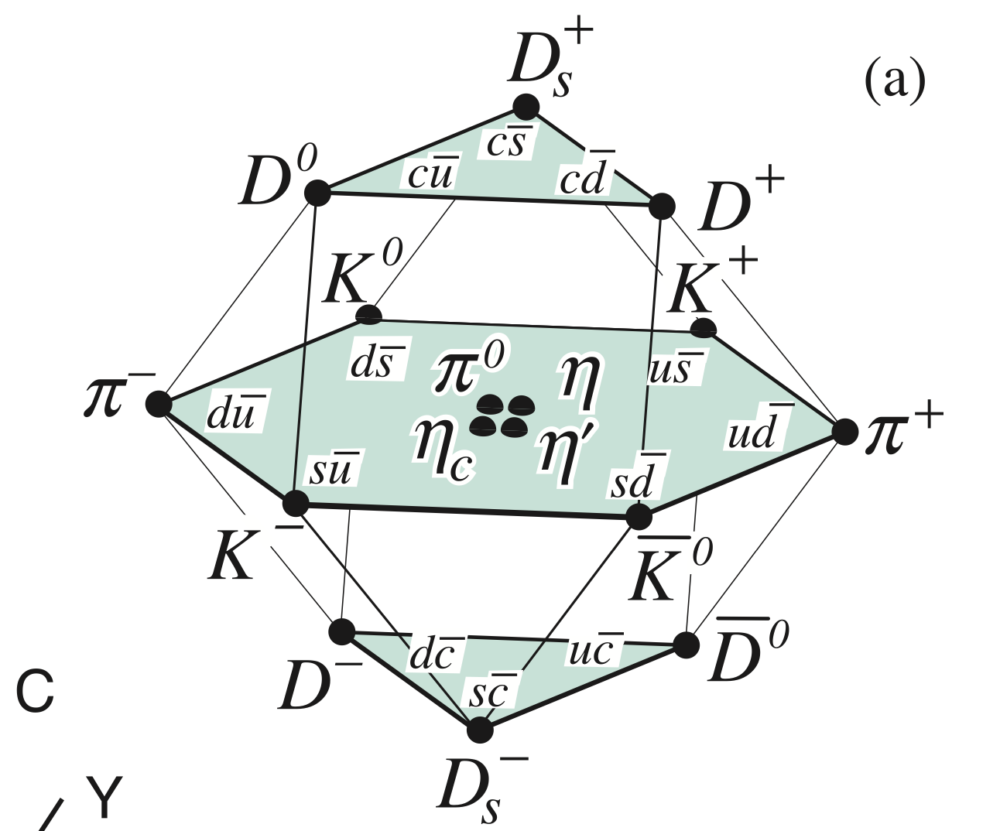 D_s^+
(a)
D^0
cū
cs̄
cd̄
D^+
K^0
K^+
π^−
dū
ds̄
π^0
η
us̄
ud̄
π^+
η_c
η′
sū
sd̄
K^−
K̄^0
D^−
dc̄
sc̄
uc̄
D̄^0
C
D_s^−
Y